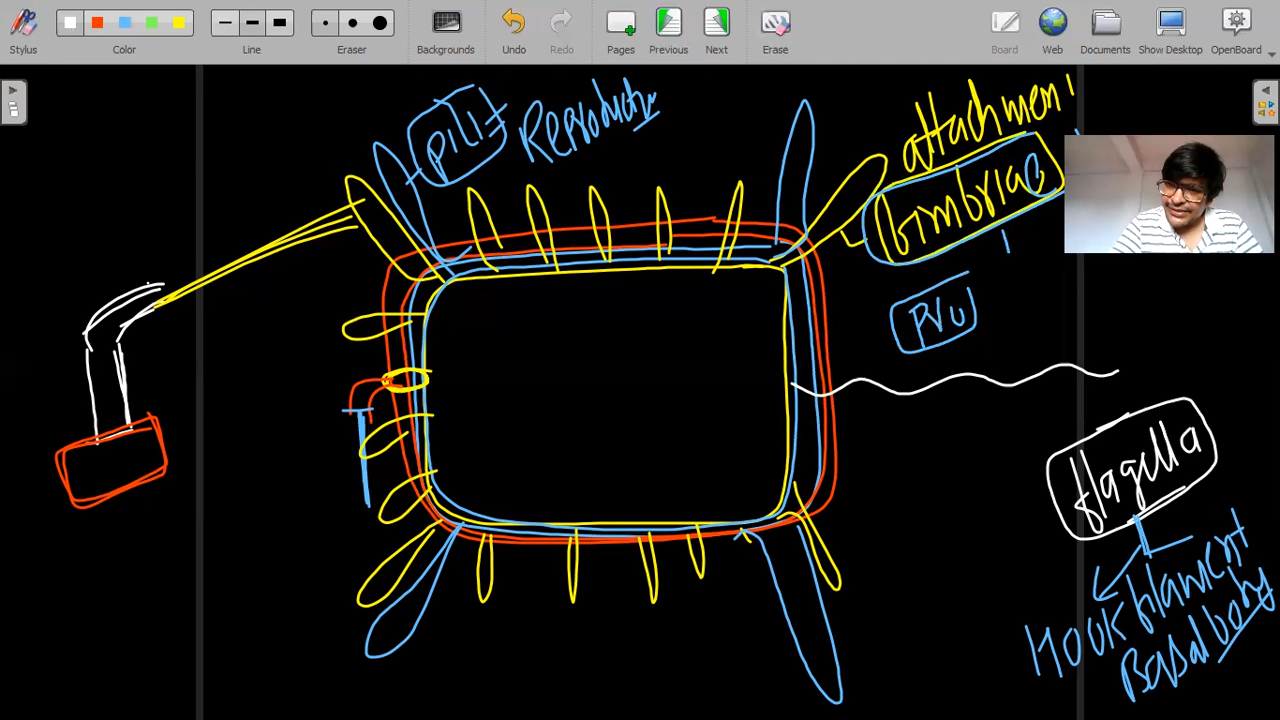 Stylus
Color
Line
Eraser
Backgrounds
Undo
Redo
Pages
Previous
Next
Erase
Board
Web
Documents
Show Desktop
OpenBoard
PILI
attachment
fimbriae
flagella
Hook filament
Basal body